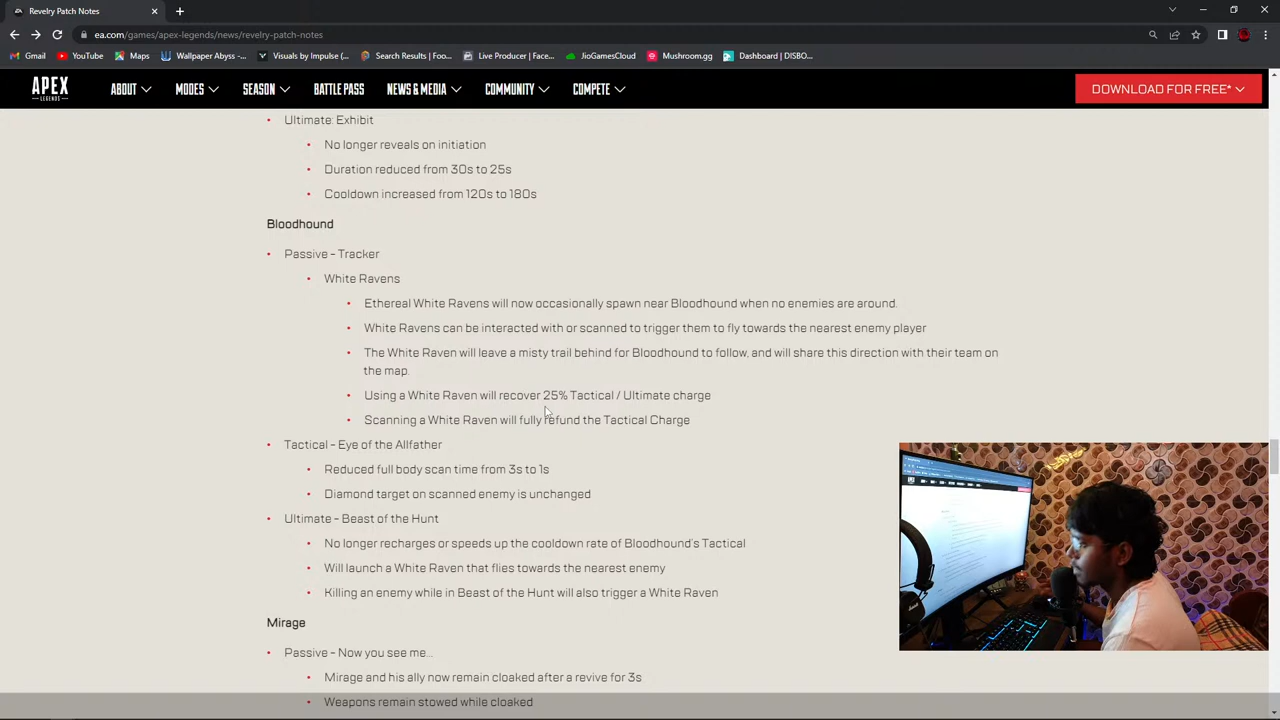 Revelry Patch Notes
ea.com/games/apex-legends/news/revelry-patch-notes
Gmail YouTube Maps Wallpaper Abyss -... Visuals by Impulse (... Search Results | Foo... Live Producer | Face... JioGamesCloud Mushroom.gg Dashboard | DISBO...
APEX
LEGENDS
ABOUT MODES SEASON BATTLE PASS NEWS & MEDIA COMMUNITY COMPETE DOWNLOAD FOR FREE*
• Ultimate: Exhibit
• No longer reveals on initiation
• Duration reduced from 30s to 25s
• Cooldown increased from 120s to 180s
Bloodhound
• Passive – Tracker
• White Ravens
• Ethereal White Ravens will now occasionally spawn near Bloodhound when no enemies are around.
• White Ravens can be interacted with or scanned to trigger them to fly towards the nearest enemy player
• The White Raven will leave a misty trail behind for Bloodhound to follow, and will share this direction with their team on
the map.
• Using a White Raven will recover 25% Tactical / Ultimate charge
• Scanning a White Raven will fully refund the Tactical Charge
• Tactical – Eye of the Allfather
• Reduced full body scan time from 3s to 1s
• Diamond target on scanned enemy is unchanged
• Ultimate – Beast of the Hunt
• No longer recharges or speeds up the cooldown rate of Bloodhound's Tactical
• Will launch a White Raven that flies towards the nearest enemy
• Killing an enemy while in Beast of the Hunt will also trigger a White Raven
Mirage
• Passive – Now you see me...
• Mirage and his ally now remain cloaked after a revive for 3s
• Weapons remain stowed while cloaked